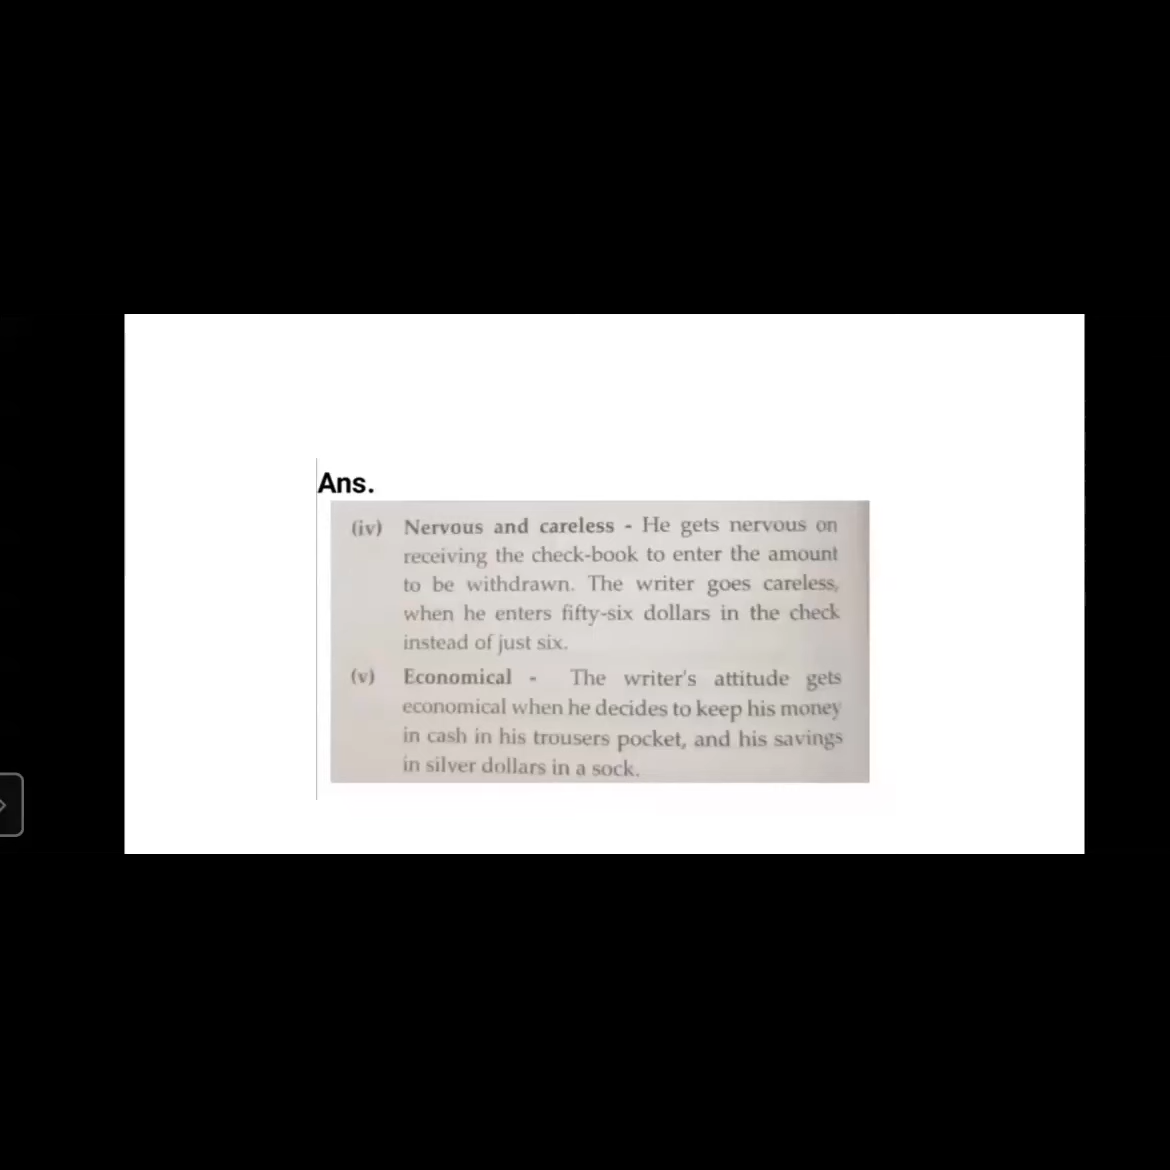 Ans.
(iv) Nervous and careless - He gets nervous on
receiving the check-book to enter the amount
to be withdrawn. The writer goes careless,
when he enters fifty-six dollars in the check
instead of just six.
(v) Economical - The writer's attitude gets
economical when he decides to keep his money
in cash in his trousers pocket, and his savings
in silver dollars in a sock.